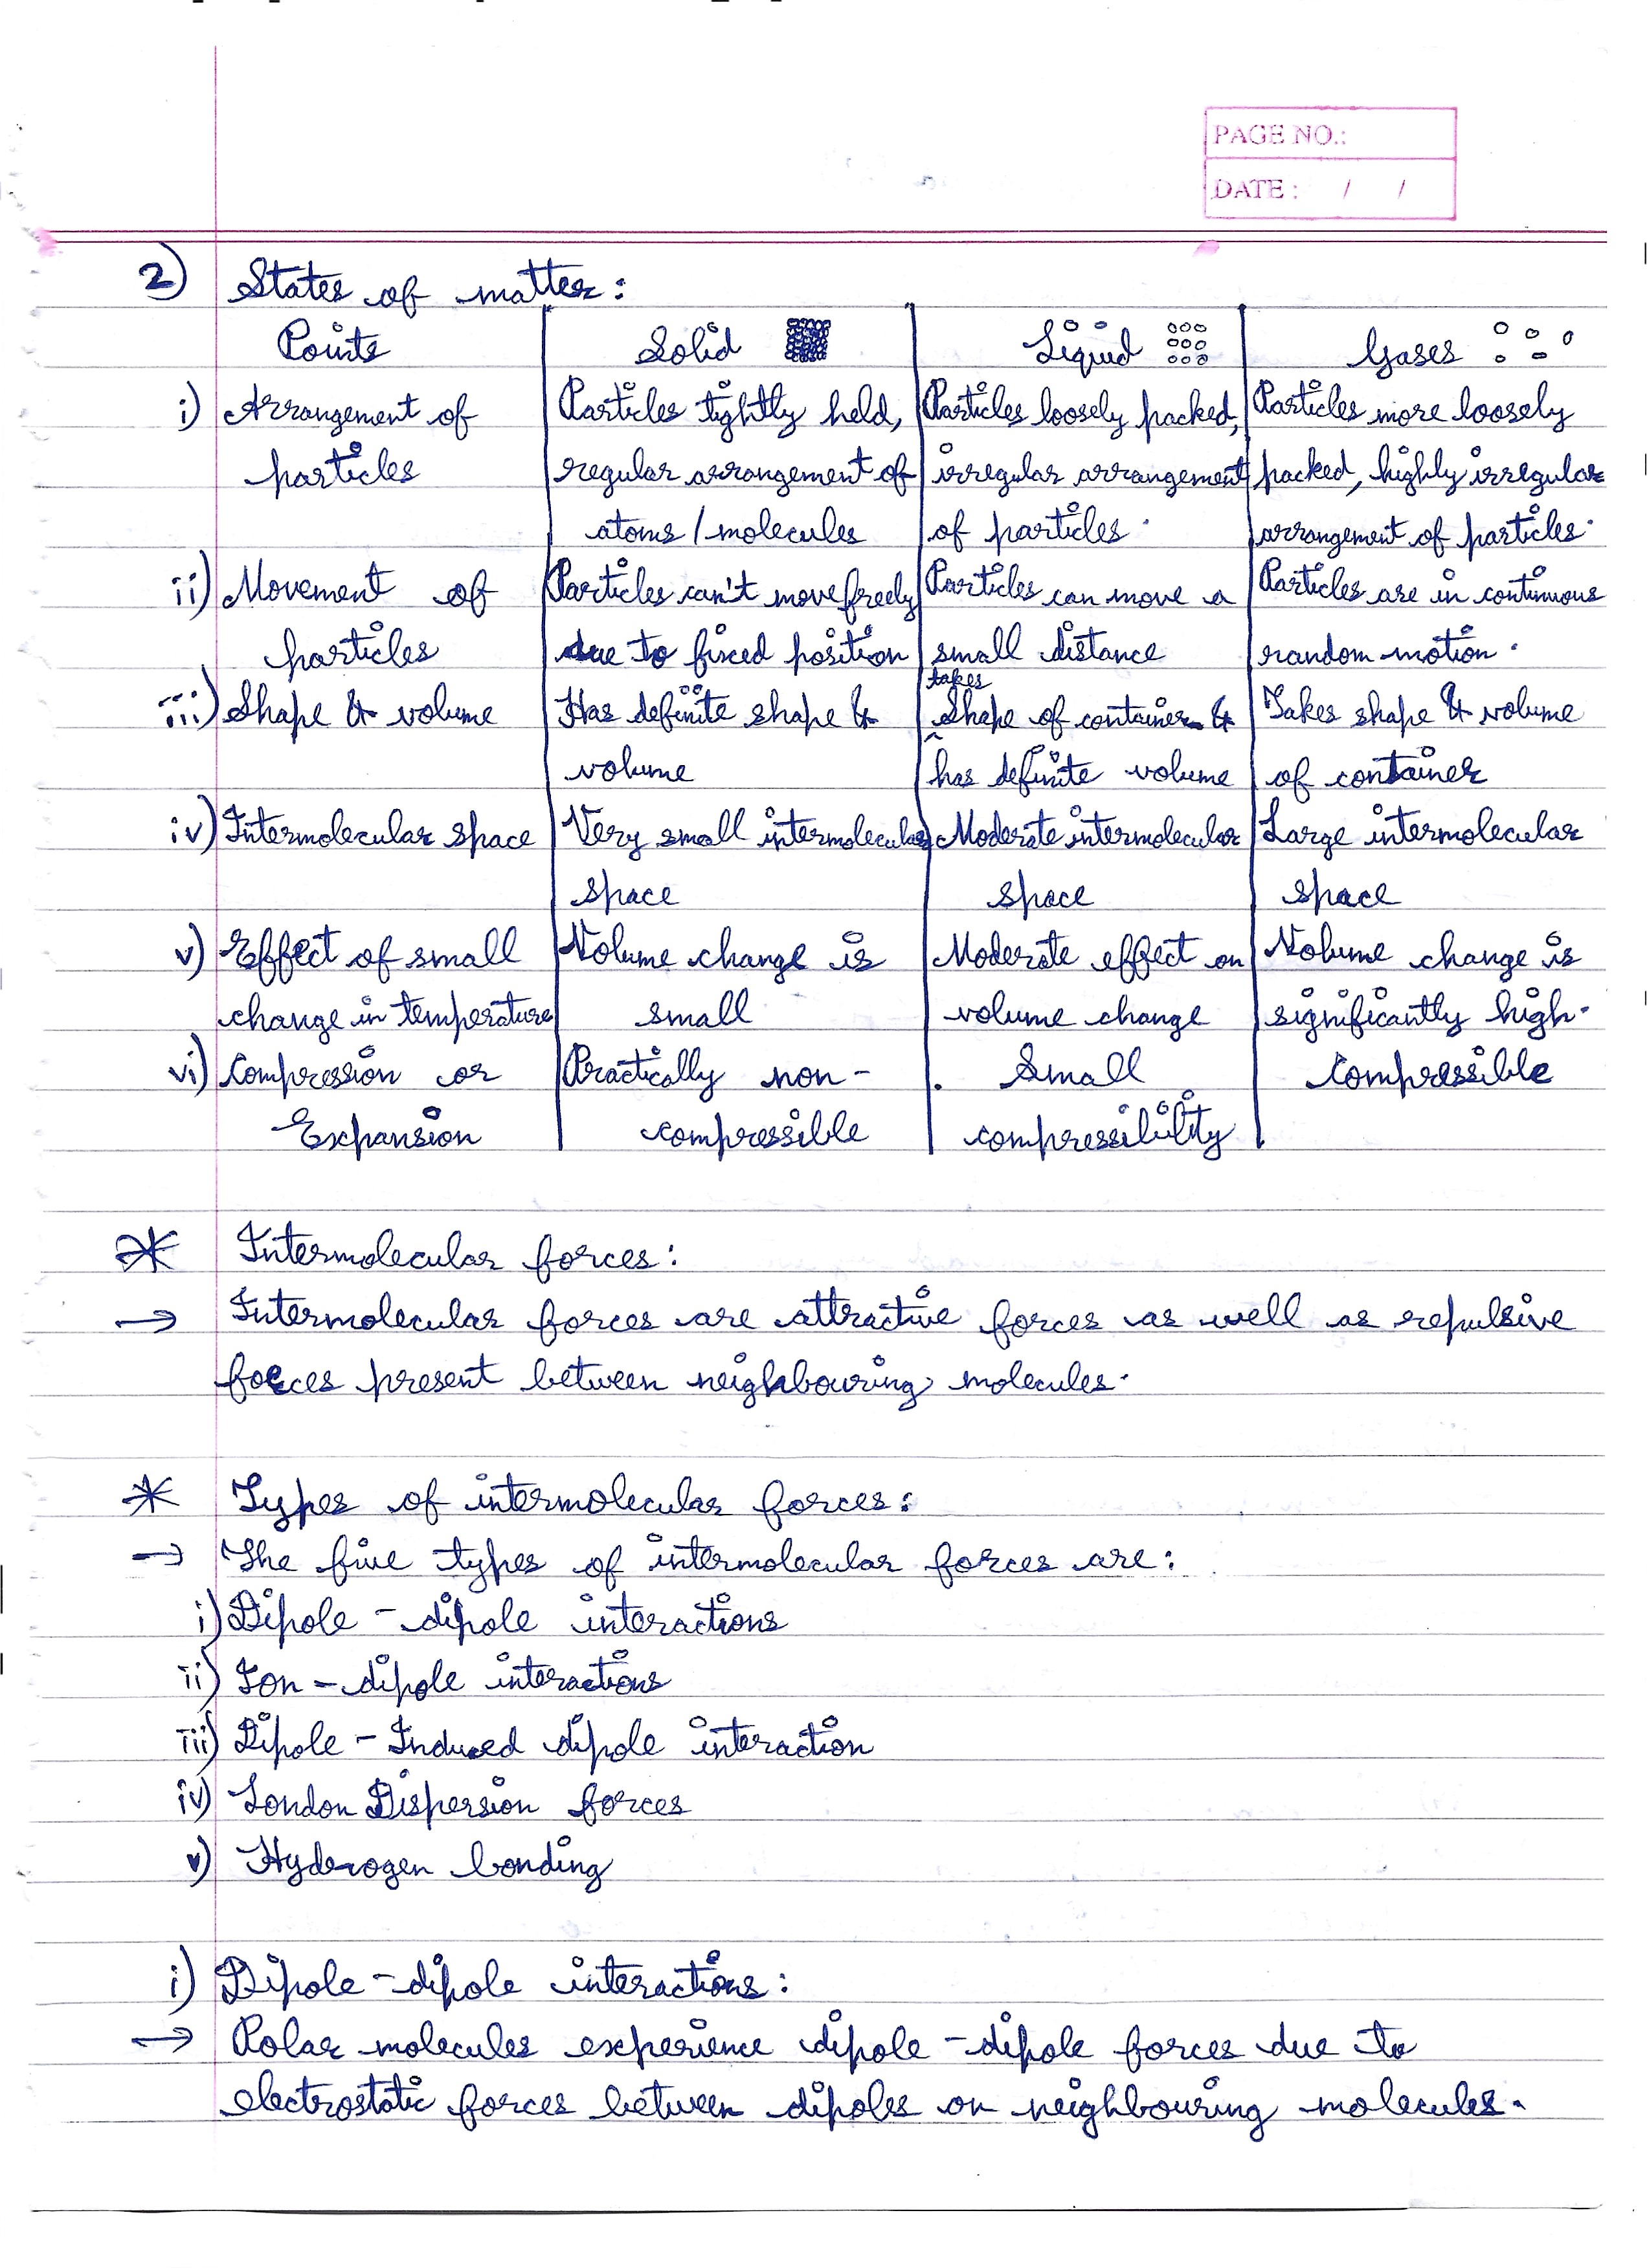 PAGE NO.:
DATE : / /
2) States of matter:
Points Solid Liquid Gases
i) Arrangement of Particles tightly held, Particles loosely packed, Particles more loosely
particles regular arrangement of irregular arrangement packed, highly irregular
atoms/molecules of particles. arrangement of particles.
ii) Movement of Particles can't move freely Particles can move a Particles are in continuous
particles due to fixed position small distance random motion.
takes
iii) Shape & volume Has definite shape & Shape of container & Takes shape & volume
volume has definite volume of container
iv) Intermolecular space Very small intermolecular Moderate intermolecular Large intermolecular
space space space
v) Effect of small Volume change is Moderate effect on Volume change is
change in temperature small volume change significantly high.
vi) Compression or Practically non- Small Compressible
Expansion compressible compressibility
* Intermolecular forces:
→ Intermolecular forces are attractive forces as well as repulsive
forces present between neighbouring molecules.
* Types of intermolecular forces:
→ The five types of intermolecular forces are:
i) Dipole - dipole interactions
ii) Ion - dipole interactions
iii) Dipole - Induced dipole interaction
iv) London Dispersion forces
v) Hydrogen bonding
i) Dipole - dipole interactions:
→ Polar molecules experience dipole - dipole forces due to
electrostatic forces between dipoles on neighbouring molecules.